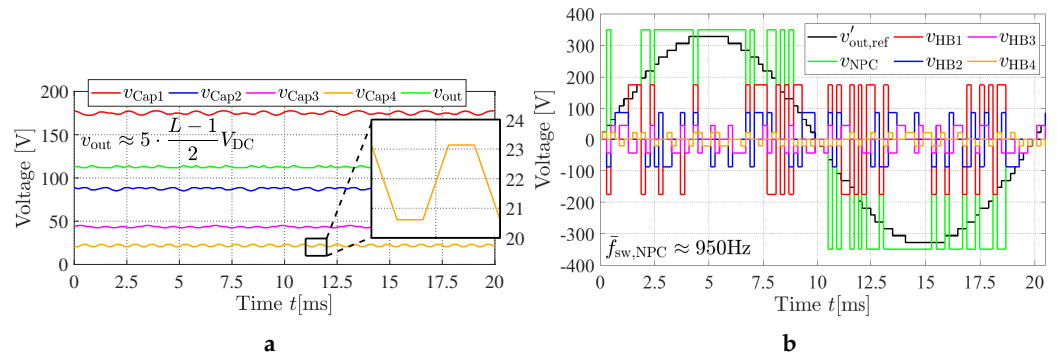 v_Cap1 v_Cap2 v_Cap3 v_Cap4 v_out
v_out ≈ 5 · (L − 1)/2 V_DC
200
150
100
50
0
24
23
22
21
20
Voltage [V]
0 2.5 5 7.5 10 12.5 15 17.5 20
Time t[ms]
a
v′_out,ref v_HB1 v_HB3
v_NPC v_HB2 v_HB4
400
300
200
100
0
-100
-200
-300
-400
Voltage [V]
f̄_sw,NPC ≈ 950Hz
0 2.5 5 7.5 10 12.5 15 17.5 20
Time t[ms]
b